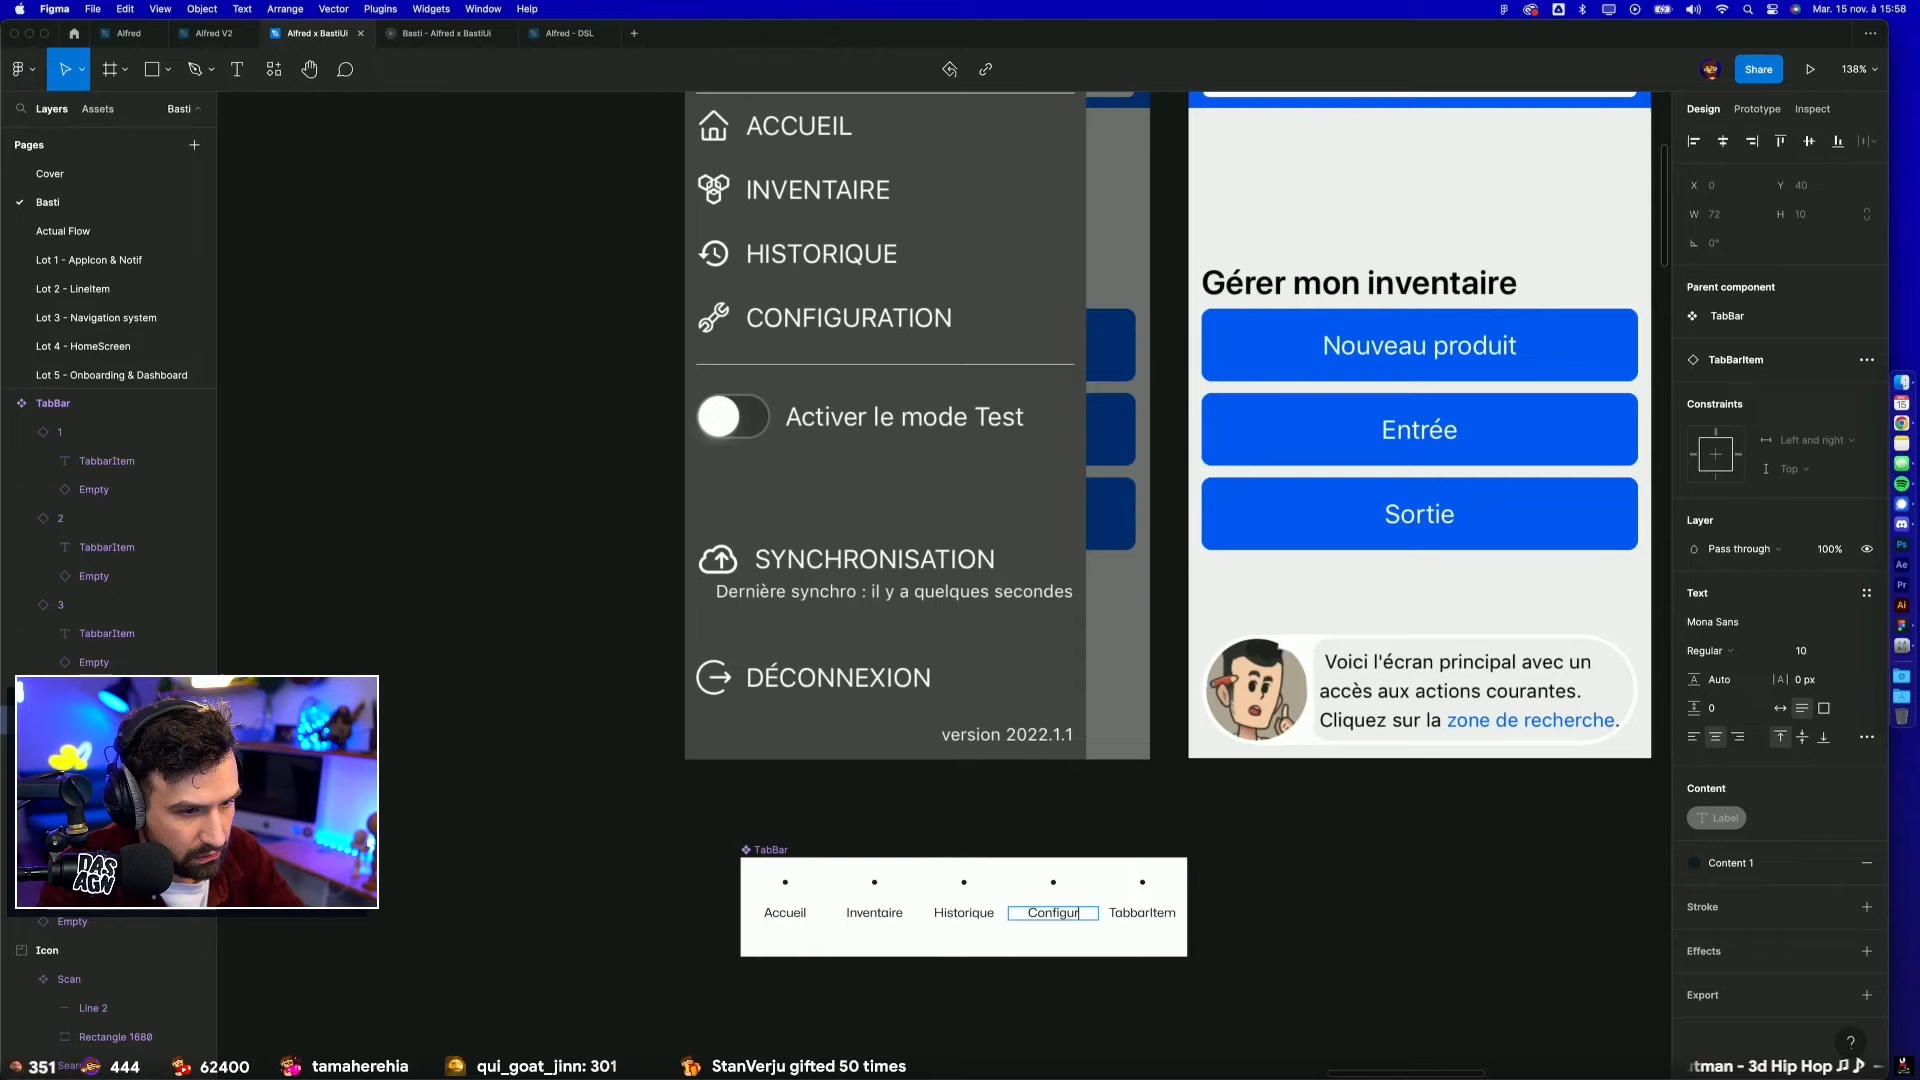 Figma File Edit View Object Text Arrange Vector Plugins Widgets Window Help
Mar. 15 nov. à 15:58
Alfred
Alfred V2
Alfred x BastiUi
Basti - Alfred x BastiUi
Alfred - DSL
Share
138%
Layers Assets
Basti
Pages
Cover
Basti
Actual Flow
Lot 1 - AppIcon & Notif
Lot 2 - LineItem
Lot 3 - Navigation system
Lot 4 - HomeScreen
Lot 5 - Onboarding & Dashboard
TabBar
1
TabbarItem
Empty
2
TabbarItem
Empty
3
TabbarItem
Empty
DAS
AGN
Empty
Icon
Scan
Line 2
Rectangle 1680
ACCUEIL
INVENTAIRE
HISTORIQUE
CONFIGURATION
Activer le mode Test
SYNCHRONISATION
Dernière synchro : il y a quelques secondes
DÉCONNEXION
version 2022.1.1
Gérer mon inventaire
Nouveau produit
Entrée
Sortie
Voici l'écran principal avec un
accès aux actions courantes.
Cliquez sur la zone de recherche.
TabBar
Accueil
Inventaire
Historique
Configur
TabbarItem
Design Prototype Inspect
X 0 Y 40
W 72 H 10
0°
Parent component
TabBar
TabBarItem
Constraints
Left and right
Top
Layer
Pass through 100%
Text
Mona Sans
Regular 10
Auto 0 px
0
Content
Label
Content 1
Stroke
Effects
Export
?
15
Ps
Ae
Pr
Ai
351
444
62400
tamaherehia
qui_goat_jinn: 301
StanVerju gifted 50 times
utman - 3d Hip Hop